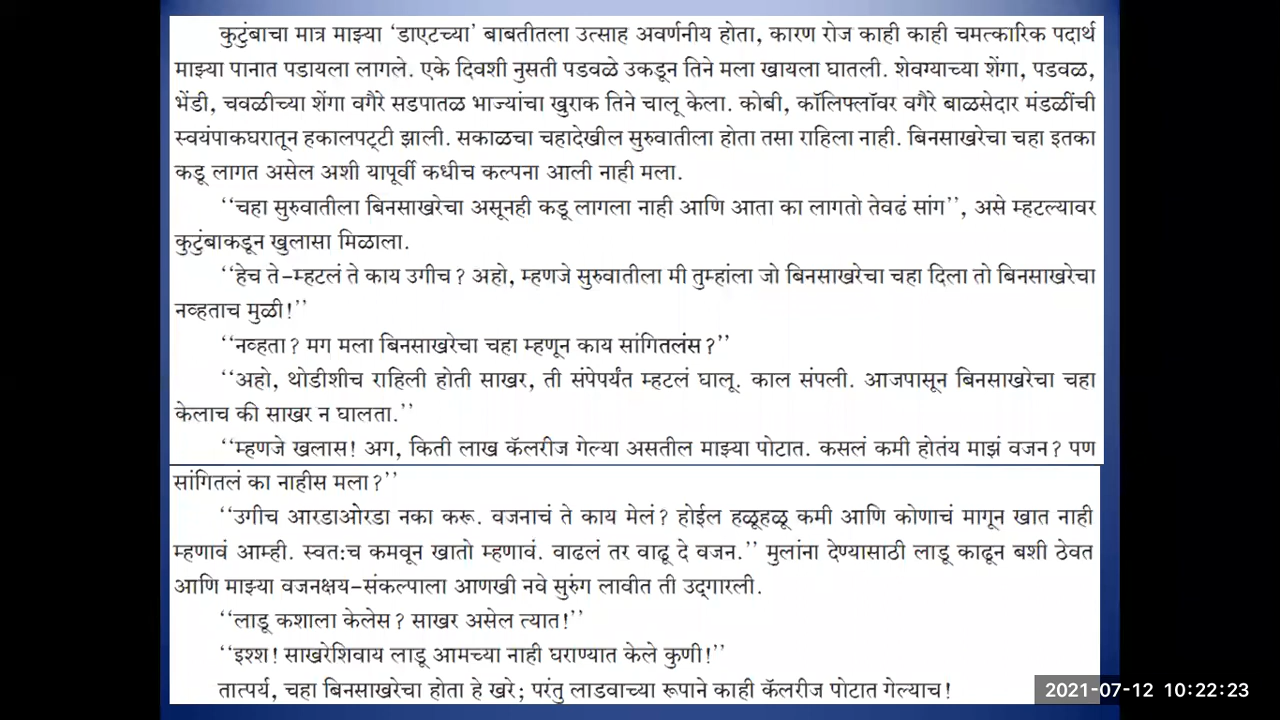 कुटुंबाचा मात्र माझ्या ‘डाएटच्या’ बाबतीतला उत्साह अवर्णनीय होता, कारण रोज काही काही चमत्कारिक पदार्थ
माझ्या पानात पडायला लागले. एके दिवशी नुसती पडवळे उकडून तिने मला खायला घातली. शेवग्याच्या शेंगा, पडवळ,
भेंडी, चवळीच्या शेंगा वगैरे सडपातळ भाज्यांचा खुराक तिने चालू केला. कोबी, कॉलिफ्लॉवर वगैरे बाळसेदार मंडळींची
स्वयंपाकघरातून हकालपट्टी झाली. सकाळचा चहादेखील सुरुवातीला होता तसा राहिला नाही. बिनसाखरेचा चहा इतका
कडू लागत असेल अशी यापूर्वी कधीच कल्पना आली नाही मला.
‘‘चहा सुरुवातीला बिनसाखरेचा असूनही कडू लागला नाही आणि आता का लागतो तेवढं सांग’’, असे म्हटल्यावर
कुटुंबाकडून खुलासा मिळाला.
‘‘हेच ते-म्हटलं ते काय उगीच? अहो, म्हणजे सुरुवातीला मी तुम्हांला जो बिनसाखरेचा चहा दिला तो बिनसाखरेचा
नव्हताच मुळी!’’
‘‘नव्हता? मग मला बिनसाखरेचा चहा म्हणून काय सांगितलंस?’’
‘‘अहो, थोडीशीच राहिली होती साखर, ती संपेपर्यंत म्हटलं घालू. काल संपली. आजपासून बिनसाखरेचा चहा
केलाच की साखर न घालता.’’
‘‘म्हणजे खलास! अग, किती लाख कॅलरीज गेल्या असतील माझ्या पोटात. कसलं कमी होतंय माझं वजन? पण
सांगितलं का नाहीस मला?’’
‘‘उगीच आरडाओरडा नका करू. वजनाचं ते काय मेलं? होईल हळूहळू कमी आणि कोणाचं मागून खात नाही
म्हणावं आम्ही. स्वतःच कमवून खातो म्हणावं. वाढलं तर वाढू दे वजन.’’ मुलांना देण्यासाठी लाडू काढून बशी ठेवत
आणि माझ्या वजनक्षय-संकल्पाला आणखी नवे सुरुंग लावीत ती उद्‌गारली.
‘‘लाडू कशाला केलेस? साखर असेल त्यात!’’
‘‘इश्श! साखरेशिवाय लाडू आमच्या नाही घराण्यात केले कुणी!’’
तात्पर्य, चहा बिनसाखरेचा होता हे खरे; परंतु लाडवाच्या रूपाने काही कॅलरीज पोटात गेल्याच!
2021-07-12 10:22:23